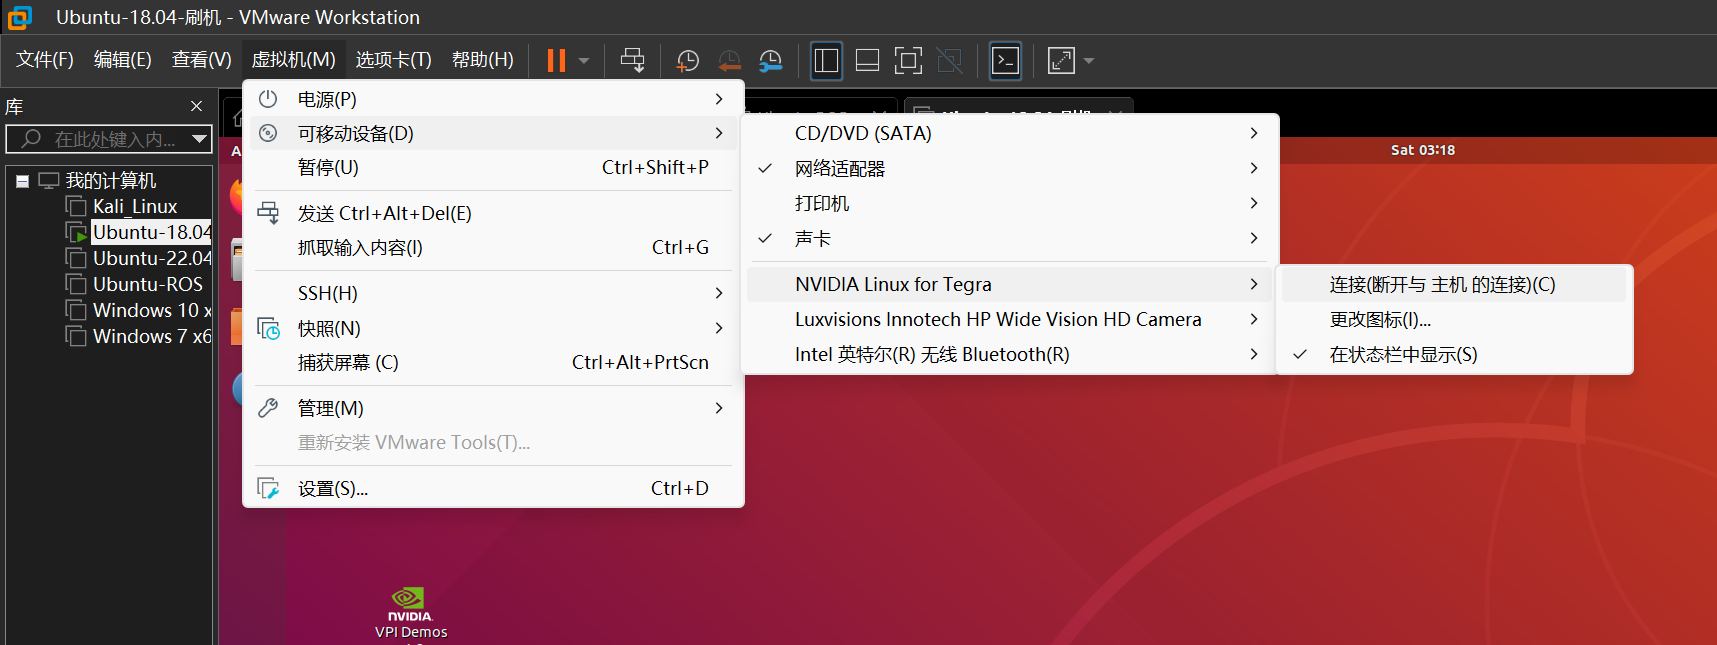 Ubuntu-18.04-刷机 - VMware Workstation
文件(F) 编辑(E) 查看(V) 虚拟机(M) 选项卡(T) 帮助(H)
库
在此处键入内...
我的计算机
Kali_Linux
Ubuntu-18.04
Ubuntu-22.04
Ubuntu-ROS
Windows 10 x
Windows 7 x6
电源(P)
可移动设备(D)
暂停(U) Ctrl+Shift+P
发送 Ctrl+Alt+Del(E)
抓取输入内容(I) Ctrl+G
SSH(H)
快照(N)
捕获屏幕 (C) Ctrl+Alt+PrtScn
管理(M)
重新安装 VMware Tools(T)...
设置(S)... Ctrl+D
CD/DVD (SATA)
网络适配器
打印机
声卡
NVIDIA Linux for Tegra
Luxvisions Innotech HP Wide Vision HD Camera
Intel 英特尔(R) 无线 Bluetooth(R)
连接(断开与 主机 的连接)(C)
更改图标(I)...
在状态栏中显示(S)
Sat 03:18
NVIDIA.
VPI Demos